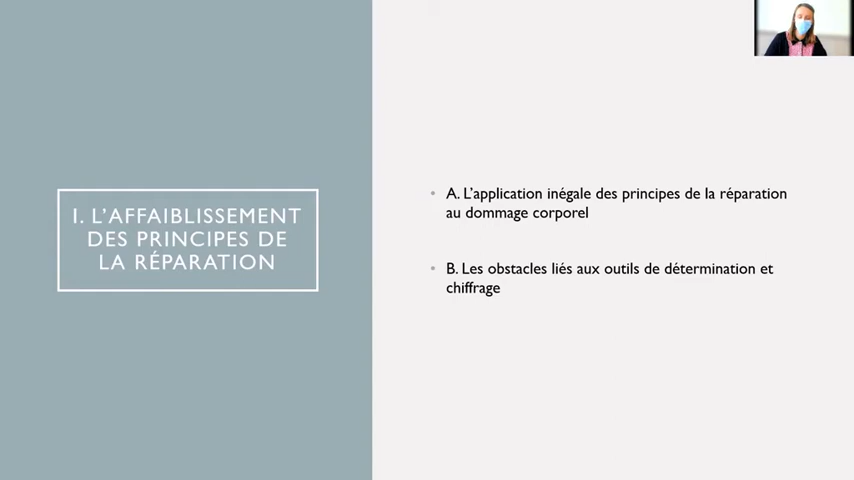 I. L'AFFAIBLISSEMENT
DES PRINCIPES DE
LA RÉPARATION
• A. L'application inégale des principes de la réparation
au dommage corporel
• B. Les obstacles liés aux outils de détermination et
chiffrage